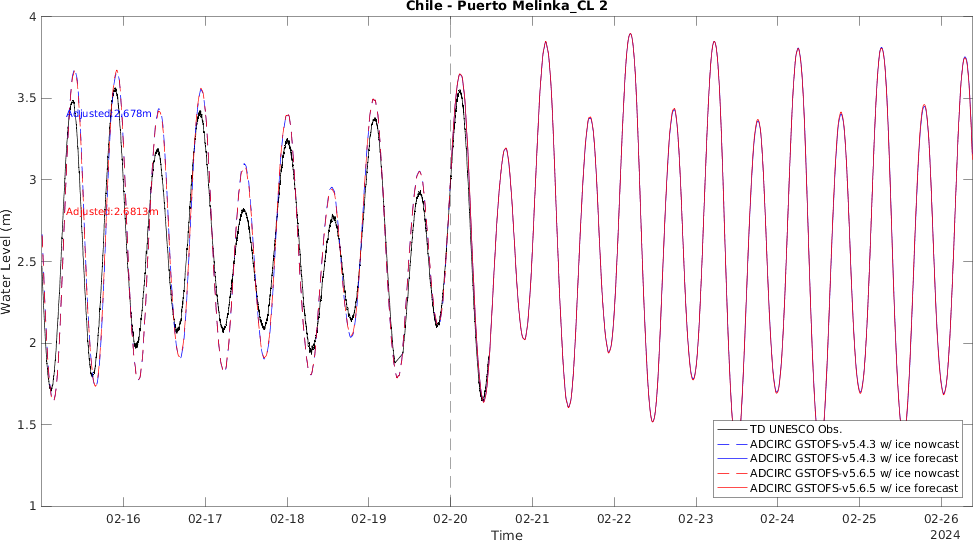 Chile - Puerto Melinka_CL 2
4
3.5
3
2.5
2
1.5
1
Water Level (m)
Adjusted:2.678m
Adjusted:2.6813m
TD UNESCO Obs.
ADCIRC GSTOFS-v5.4.3 w/ ice nowcast
ADCIRC GSTOFS-v5.4.3 w/ ice forecast
ADCIRC GSTOFS-v5.6.5 w/ ice nowcast
ADCIRC GSTOFS-v5.6.5 w/ ice forecast
02-16 02-17 02-18 02-19 02-20 02-21 02-22 02-23 02-24 02-25 02-26
Time
2024